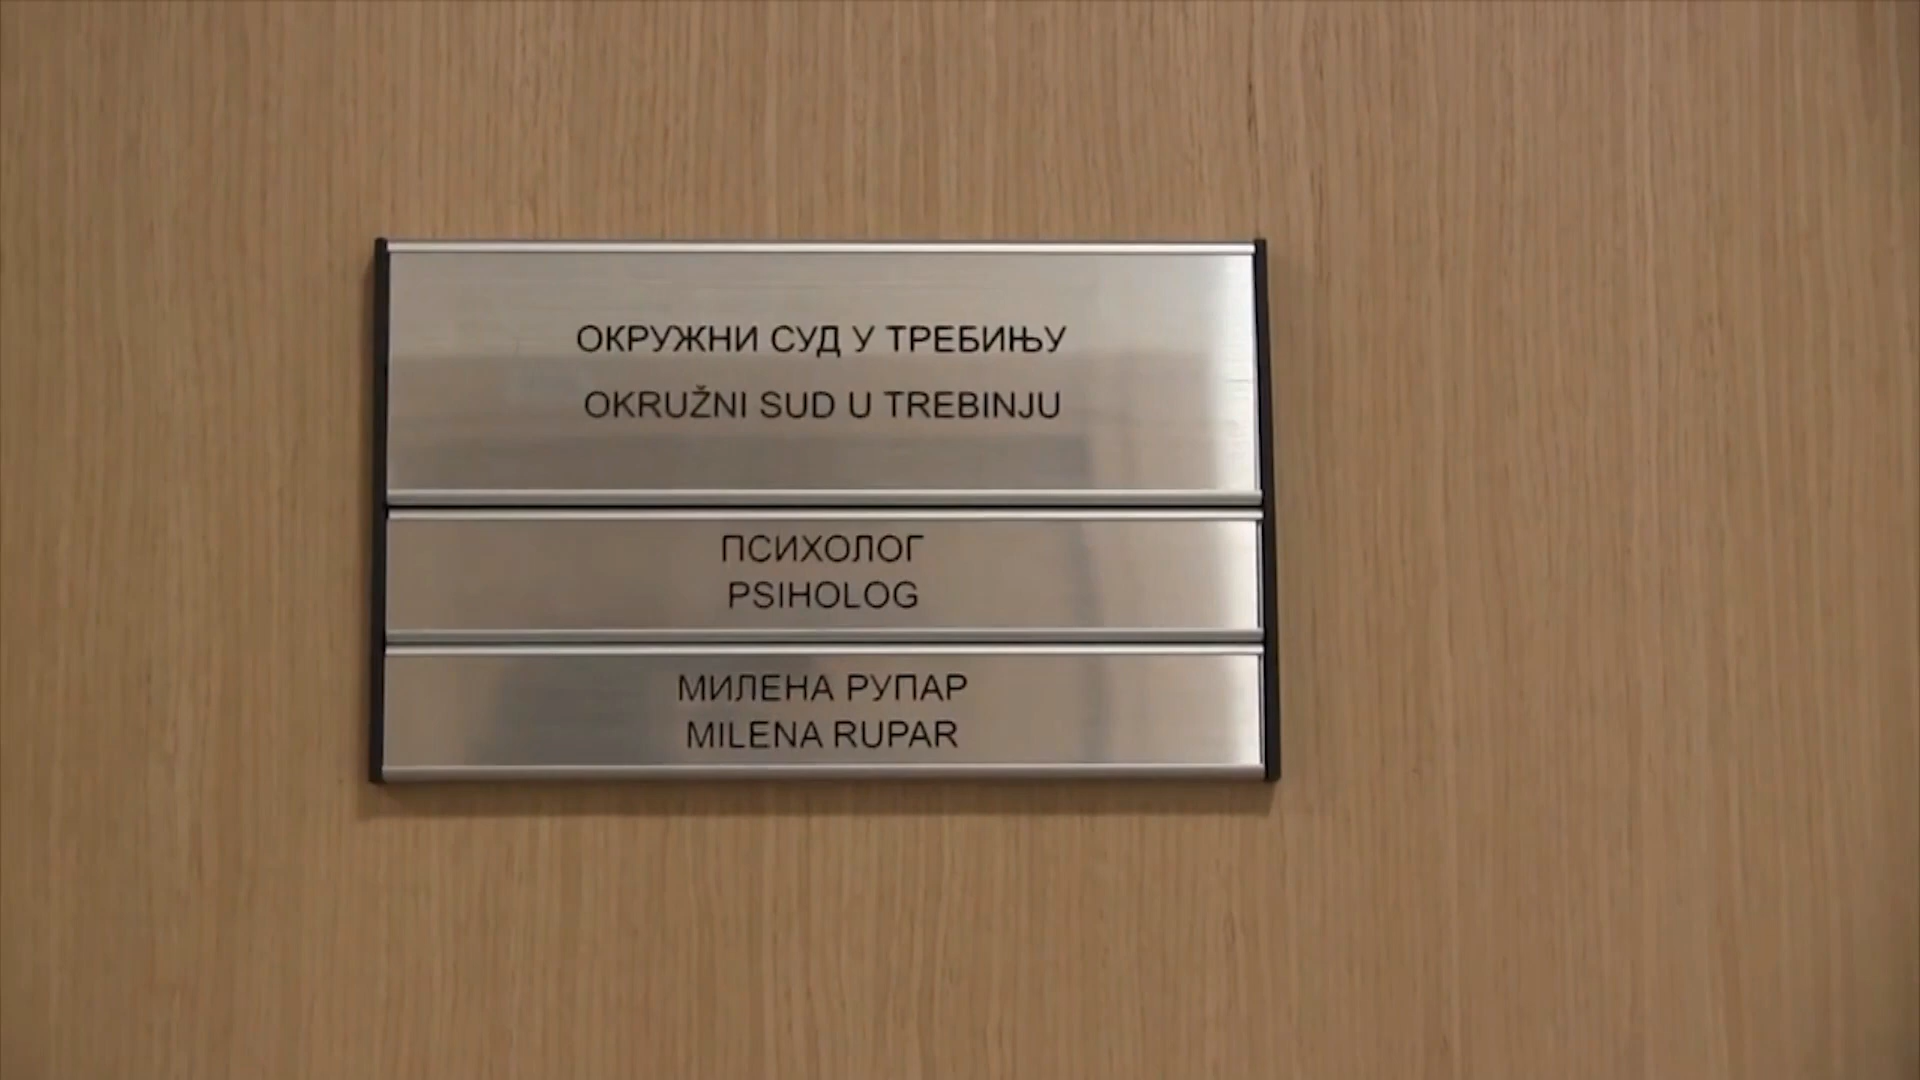 ОКРУЖНИ СУД У ТРЕБИЊУ
OKRUŽNI SUD U TREBINJU
ПСИХОЛОГ
PSIHOLOG
МИЛЕНА РУПАР
MILENA RUPAR